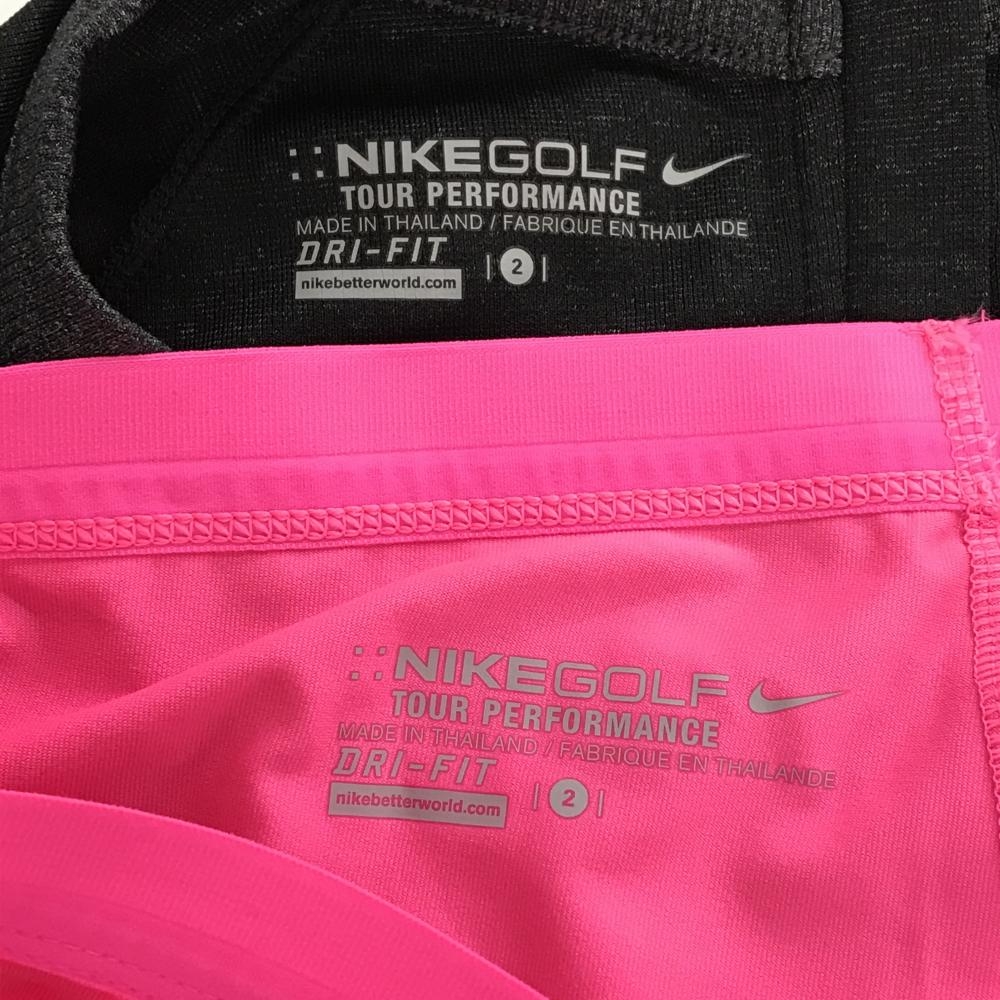 NIKEGOLF
TOUR PERFORMANCE
MADE IN THAILAND / FABRIQUE EN THAILANDE
DRI-FIT
nikebetterworld.com | 2 |
NIKEGOLF
TOUR PERFORMANCE
MADE IN THAILAND / FABRIQUE EN THAILANDE
DRI-FIT
nikebetterworld.com | 2 |